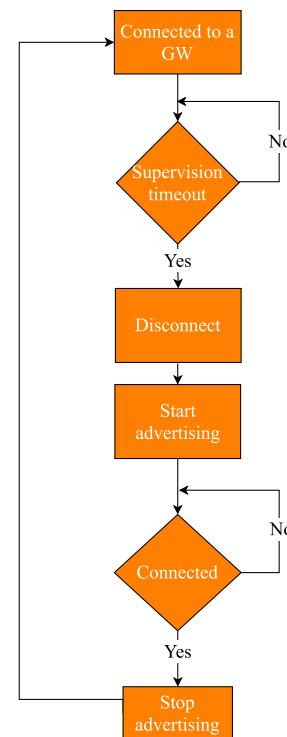 Connected to a
GW
No
Supervision
timeout
Yes
Disconnect
Start
advertising
No
Connected
Yes
Stop
advertising